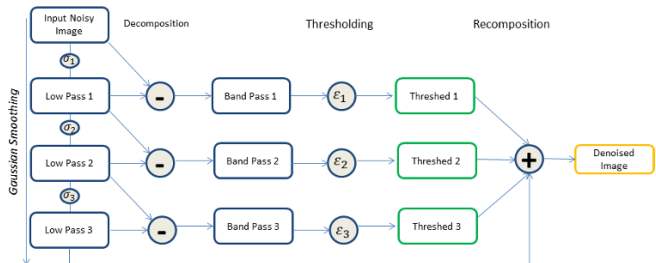 Input Noisy
Image
Decomposition
Thresholding
Recomposition
σ1
Low Pass 1
-
Band Pass 1
ε1
Threshed 1
σ2
Low Pass 2
-
Band Pass 2
ε2
Threshed 2
+
Denoised
Image
σ3
Low Pass 3
-
Band Pass 3
ε3
Threshed 3
Gaussian Smoothing